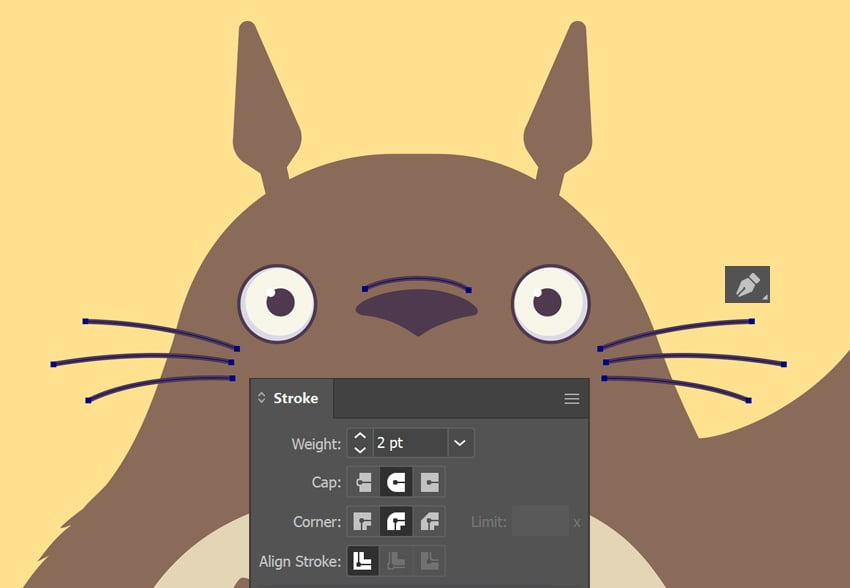 Stroke
Weight: 2 pt
Cap:
Corner: Limit: x
Align Stroke: